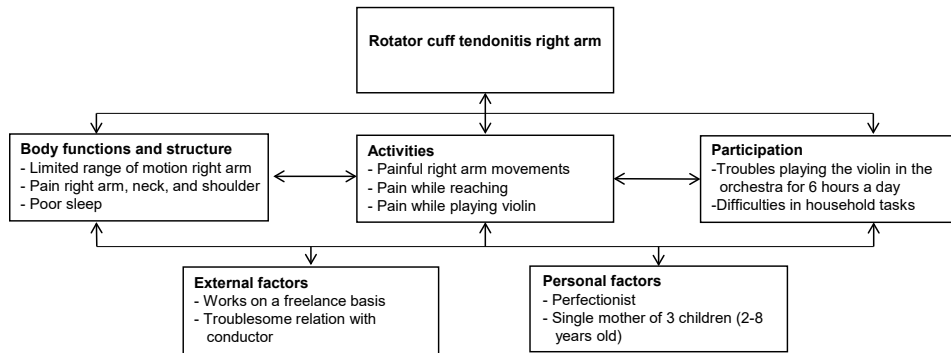 Rotator cuff tendonitis right arm
Body functions and structure
- Limited range of motion right arm
- Pain right arm, neck, and shoulder
- Poor sleep
Activities
- Painful right arm movements
- Pain while reaching
- Pain while playing violin
Participation
-Troubles playing the violin in the
orchestra for 6 hours a day
-Difficulties in household tasks
External factors
- Works on a freelance basis
- Troublesome relation with
conductor
Personal factors
- Perfectionist
- Single mother of 3 children (2-8
years old)